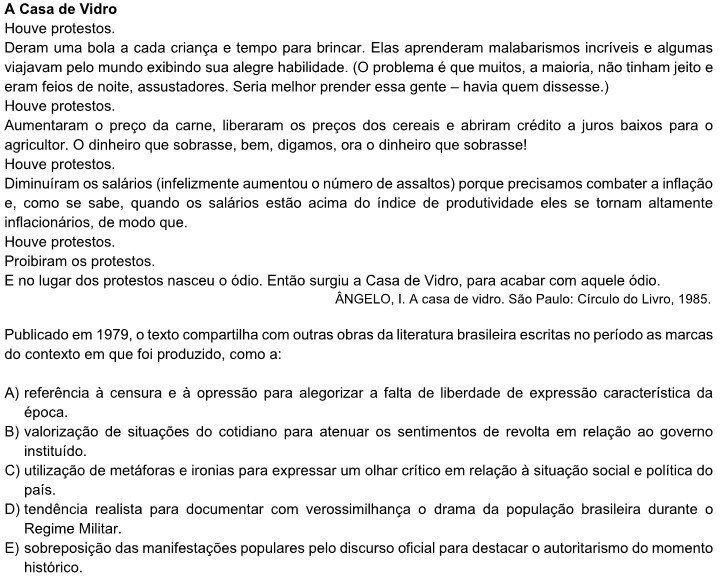 A Casa de Vidro
Houve protestos.
Deram uma bola a cada criança e tempo para brincar. Elas aprenderam malabarismos incríveis e algumas
viajavam pelo mundo exibindo sua alegre habilidade. (O problema é que muitos, a maioria, não tinham jeito e
eram feios de noite, assustadores. Seria melhor prender essa gente – havia quem dissesse.)
Houve protestos.
Aumentaram o preço da carne, liberaram os preços dos cereais e abriram crédito a juros baixos para o
agricultor. O dinheiro que sobrasse, bem, digamos, ora o dinheiro que sobrasse!
Houve protestos.
Diminuíram os salários (infelizmente aumentou o número de assaltos) porque precisamos combater a inflação
e, como se sabe, quando os salários estão acima do índice de produtividade eles se tornam altamente
inflacionários, de modo que.
Houve protestos.
Proibiram os protestos.
E no lugar dos protestos nasceu o ódio. Então surgiu a Casa de Vidro, para acabar com aquele ódio.
ÂNGELO, I. A casa de vidro. São Paulo: Círculo do Livro, 1985.
Publicado em 1979, o texto compartilha com outras obras da literatura brasileira escritas no período as marcas
do contexto em que foi produzido, como a:
A) referência à censura e à opressão para alegorizar a falta de liberdade de expressão característica da
época.
B) valorização de situações do cotidiano para atenuar os sentimentos de revolta em relação ao governo
instituído.
C) utilização de metáforas e ironias para expressar um olhar crítico em relação à situação social e política do
país.
D) tendência realista para documentar com verossimilhança o drama da população brasileira durante o
Regime Militar.
E) sobreposição das manifestações populares pelo discurso oficial para destacar o autoritarismo do momento
histórico.